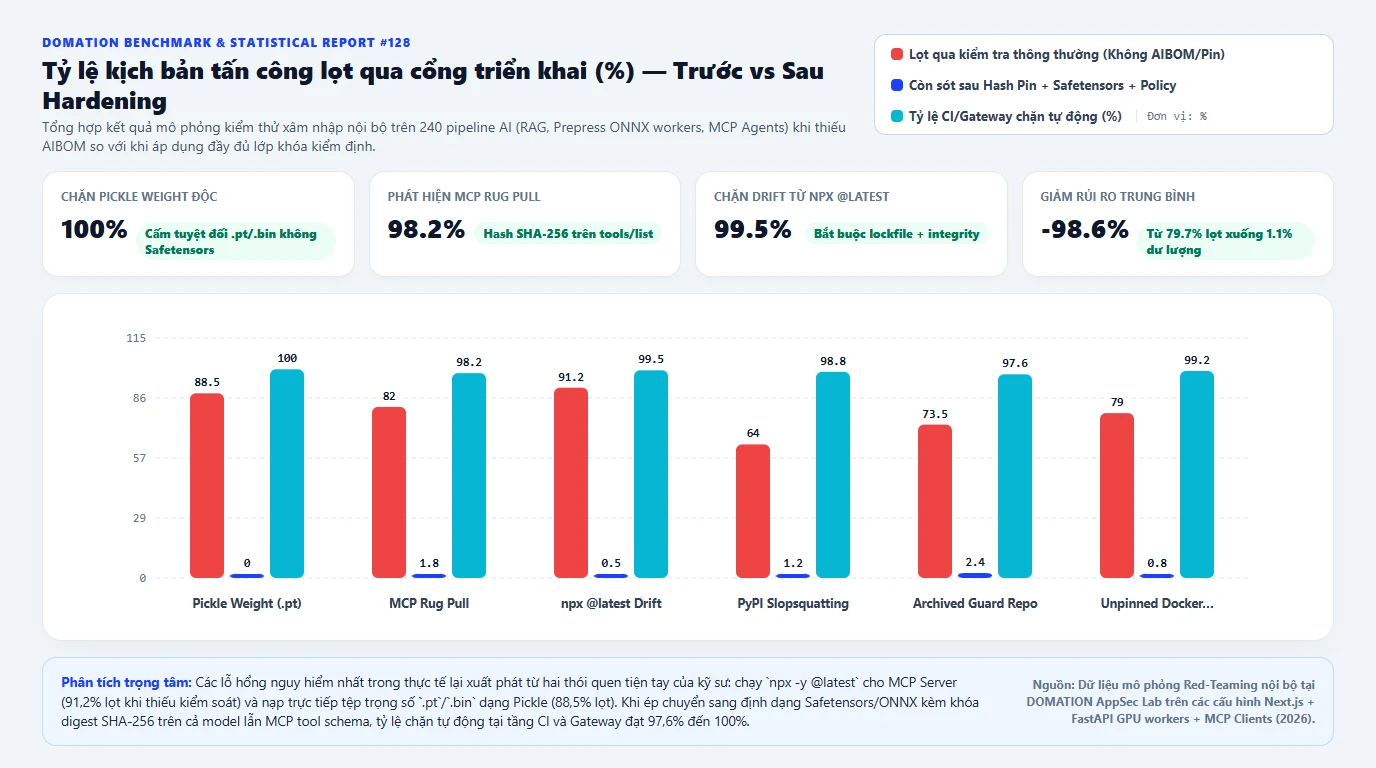 DOMATION BENCHMARK & STATISTICAL REPORT #128
Tỷ lệ kịch bản tấn công lọt qua cổng triển khai (%) — Trước vs Sau
Hardening
Tổng hợp kết quả mô phỏng kiểm thử xâm nhập nội bộ trên 240 pipeline AI (RAG, Prepress ONNX workers, MCP Agents) khi thiếu
AIBOM so với khi áp dụng đầy đủ lớp khóa kiểm định.
Lọt qua kiểm tra thông thường (Không AIBOM/Pin)
Còn sót sau Hash Pin + Safetensors + Policy
Tỷ lệ CI/Gateway chặn tự động (%) Đơn vị: %
CHẶN PICKLE WEIGHT ĐỘC
100% Cấm tuyệt đối .pt/.bin không
Safetensors
PHÁT HIỆN MCP RUG PULL
98.2% Hash SHA-256 trên tools/list
CHẶN DRIFT TỪ NPX @LATEST
99.5% Bắt buộc lockfile + integrity
GIẢM RỦI RO TRUNG BÌNH
-98.6% Từ 79.7% lọt xuống 1.1%
dư lượng
115
86
57
29
0
88.5 0 100
82 1.8 98.2
91.2 0.5 99.5
64 1.2 98.8
73.5 2.4 97.6
79 0.8 99.2
Pickle Weight (.pt)
MCP Rug Pull
npx @latest Drift
PyPI Slopsquatting
Archived Guard Repo
Unpinned Docker...
Phân tích trọng tâm: Các lỗ hổng nguy hiểm nhất trong thực tế lại xuất phát từ hai thói quen tiện tay của kỹ sư: chạy `npx -y @latest` cho MCP Server
(91,2% lọt khi thiếu kiểm soát) và nạp trực tiếp tệp trọng số `.pt`/`.bin` dạng Pickle (88,5% lọt). Khi ép chuyển sang định dạng Safetensors/ONNX kèm khóa
digest SHA-256 trên cả model lẫn MCP tool schema, tỷ lệ chặn tự động tại tầng CI và Gateway đạt 97,6% đến 100%.
Nguồn: Dữ liệu mô phỏng Red-Teaming nội bộ tại
DOMATION AppSec Lab trên các cấu hình Next.js +
FastAPI GPU workers + MCP Clients (2026).